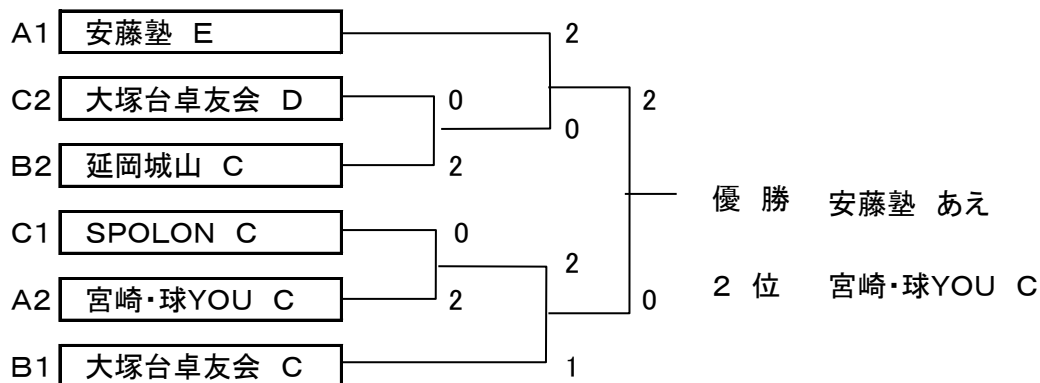 A1 安藤塾 E 2
C2 大塚台卓友会 D 0 2
0
B2 延岡城山 C 2
優 勝 安藤塾 あえ
C1 SPOLON C 0
2
2 位 宮崎・球YOU C
A2 宮崎・球YOU C 2 0
B1 大塚台卓友会 C 1